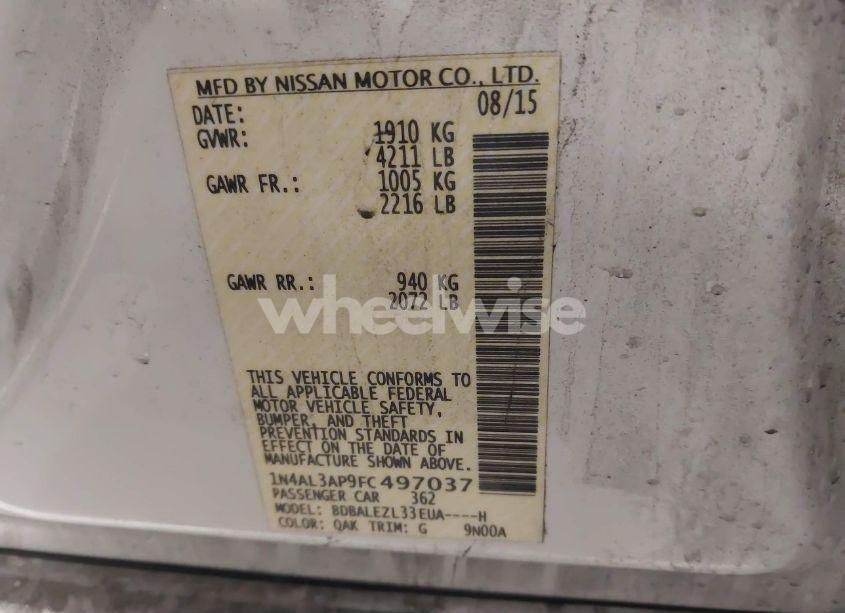 MFD BY NISSAN MOTOR CO., LTD.
DATE: 08/15
GVWR: 1910 KG
4211 LB
GAWR FR.: 1005 KG
2216 LB
GAWR RR.: 940 KG
2072 LB
wheelwise
THIS VEHICLE CONFORMS TO
ALL APPLICABLE FEDERAL
MOTOR VEHICLE SAFETY,
BUMPER, AND THEFT
PREVENTION STANDARDS IN
EFFECT ON THE DATE OF
MANUFACTURE SHOWN ABOVE.
1N4AL3AP9FC497037
PASSENGER CAR 362
MODEL: BDBALEZL33EUA----H
COLOR: QAK TRIM: G 9N00A